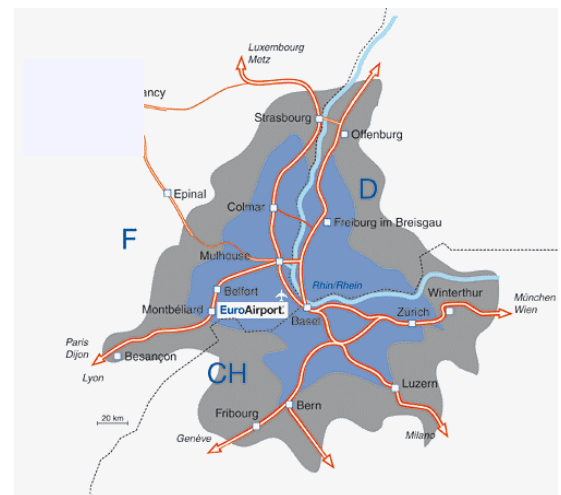 Luxembourg
Metz
ancy
Strasbourg
Offenburg
D
Epinal
Colmar
Freiburg im Breisgau
F
Mulhouse
Rhin/Rhein
Belfort
Winterthur
München
Wien
Montbéliard
EuroAirport
Basel
Zurich
Paris
Dijon
Besançon
Lyon
CH
Luzern
Bern
Fribourg
20 km
Genève
Milano